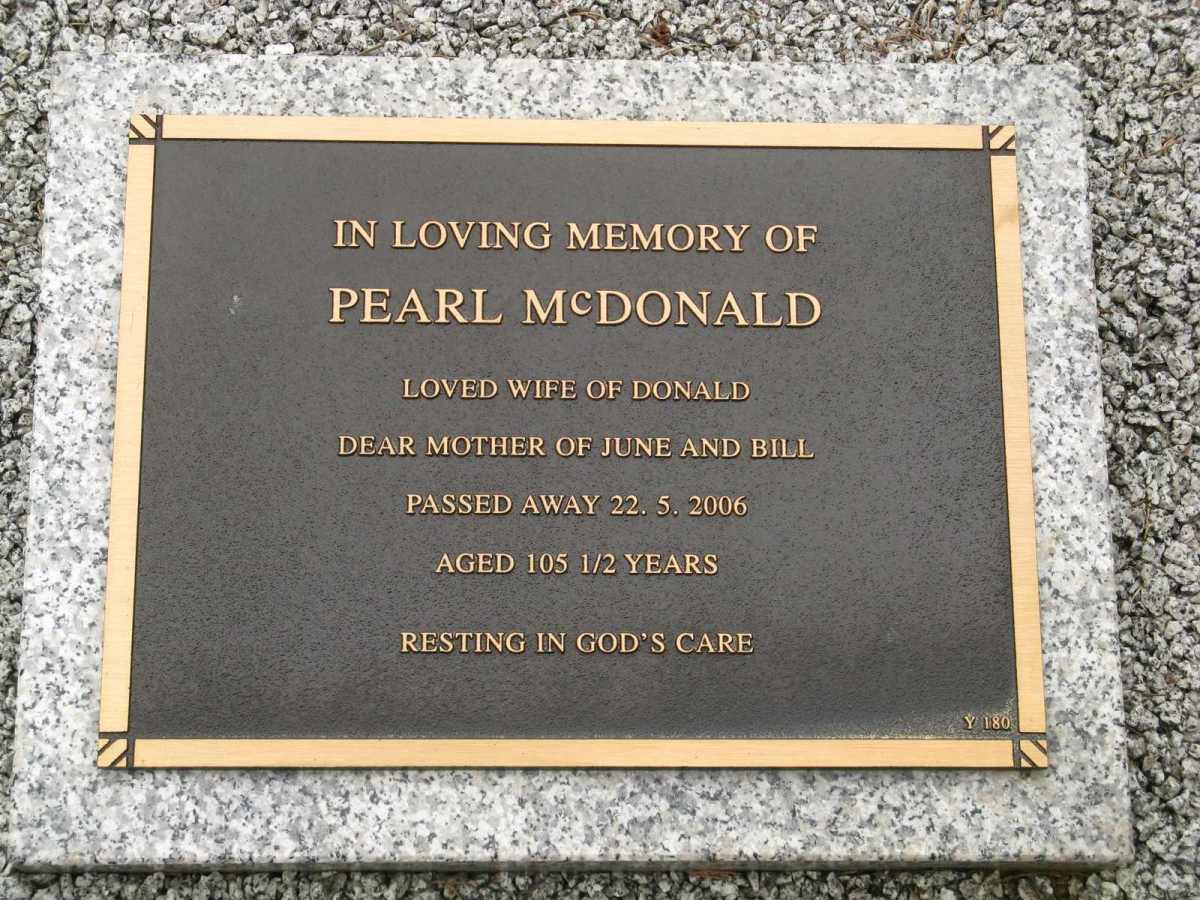 IN LOVING MEMORY OF
PEARL McDONALD
LOVED WIFE OF DONALD
DEAR MOTHER OF JUNE AND BILL
PASSED AWAY 22. 5. 2006
AGED 105 1/2 YEARS
RESTING IN GOD'S CARE
Y 180